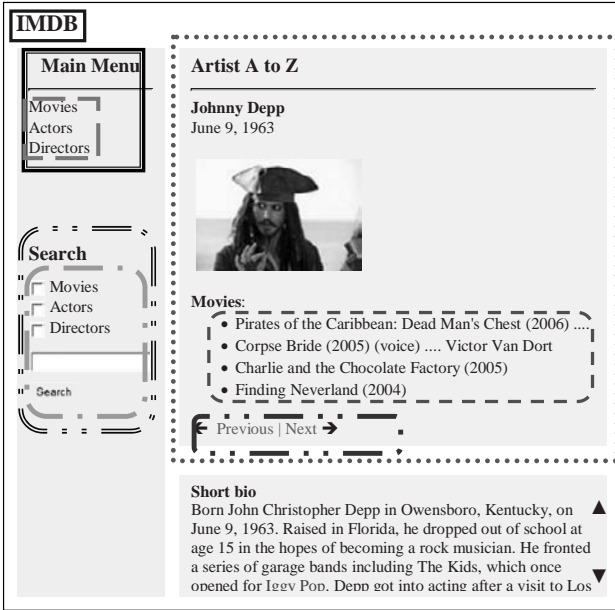 IMDB
Main Menu
Movies
Actors
Directors
Search
Movies
Actors
Directors
Search
Artist A to Z
Johnny Depp
June 9, 1963
Movies:
• Pirates of the Caribbean: Dead Man's Chest (2006) ....
• Corpse Bride (2005) (voice) .... Victor Van Dort
• Charlie and the Chocolate Factory (2005)
• Finding Neverland (2004)
← Previous | Next →
Short bio
Born John Christopher Depp in Owensboro, Kentucky, on
June 9, 1963. Raised in Florida, he dropped out of school at
age 15 in the hopes of becoming a rock musician. He fronted
a series of garage bands including The Kids, which once
opened for Iggy Pop. Depp got into acting after a visit to Los